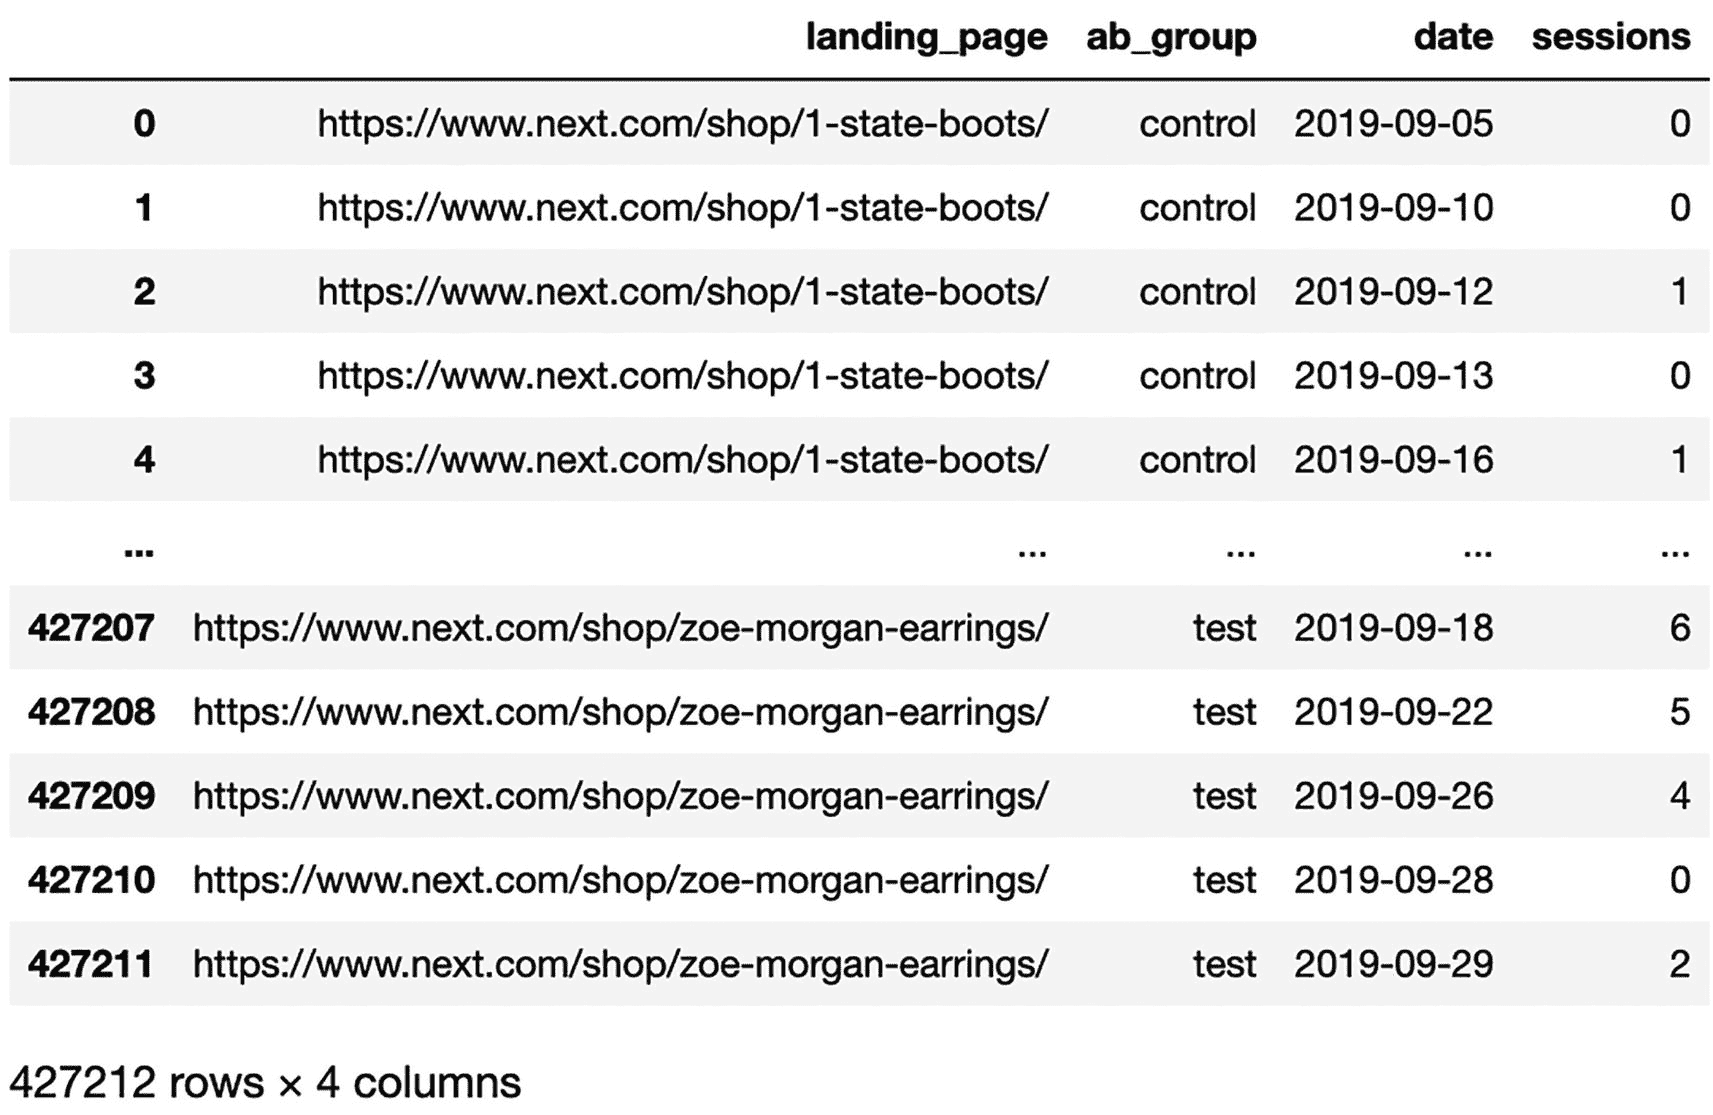 landing_page ab_group date sessions
0 https://www.next.com/shop/1-state-boots/ control 2019-09-05 0
1 https://www.next.com/shop/1-state-boots/ control 2019-09-10 0
2 https://www.next.com/shop/1-state-boots/ control 2019-09-12 1
3 https://www.next.com/shop/1-state-boots/ control 2019-09-13 0
4 https://www.next.com/shop/1-state-boots/ control 2019-09-16 1
... ... ... ... ...
427207 https://www.next.com/shop/zoe-morgan-earrings/ test 2019-09-18 6
427208 https://www.next.com/shop/zoe-morgan-earrings/ test 2019-09-22 5
427209 https://www.next.com/shop/zoe-morgan-earrings/ test 2019-09-26 4
427210 https://www.next.com/shop/zoe-morgan-earrings/ test 2019-09-28 0
427211 https://www.next.com/shop/zoe-morgan-earrings/ test 2019-09-29 2
427212 rows × 4 columns